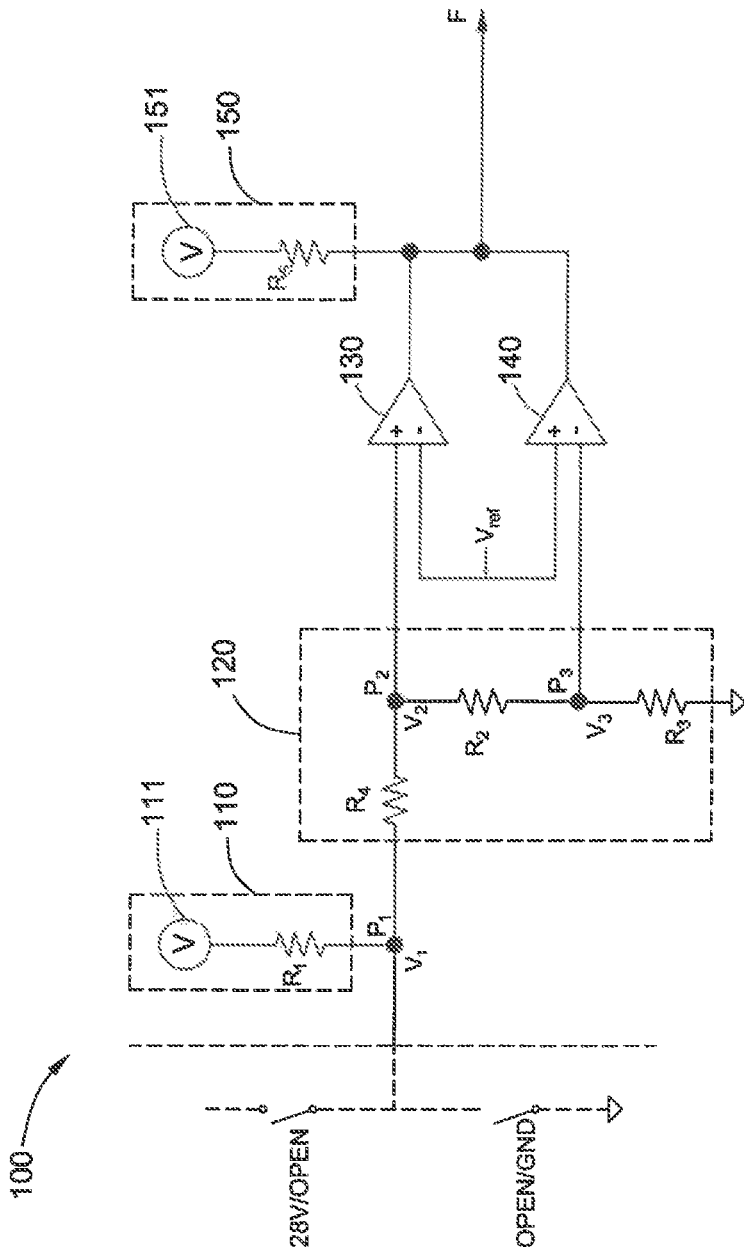 100
28V/OPEN
OPEN/GND
111
110
V
R1
P1
V1
120
R4
P2
V2
R2
P3
V3
R3
Vref
130
+
-
140
+
-
151
150
V
F